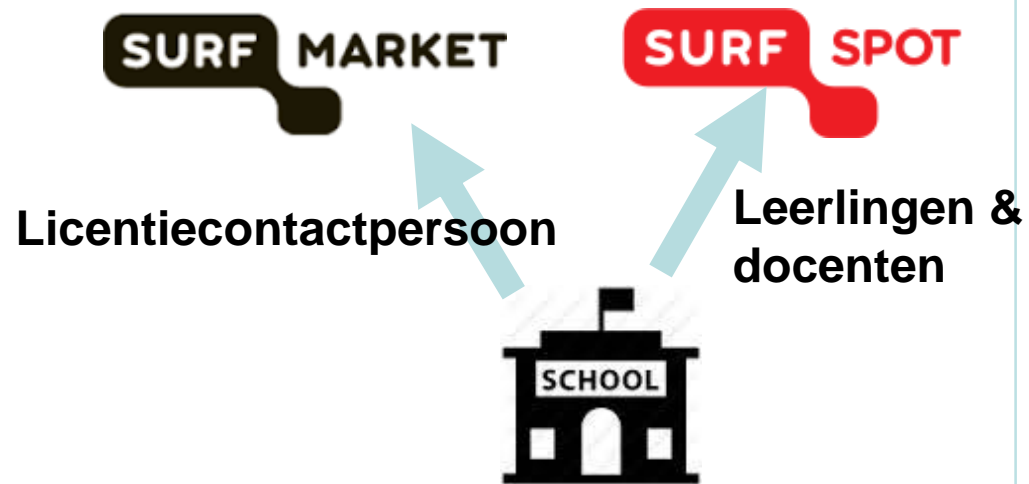 SURF MARKET
SURF SPOT
Licentiecontactpersoon
Leerlingen &
docenten
SCHOOL